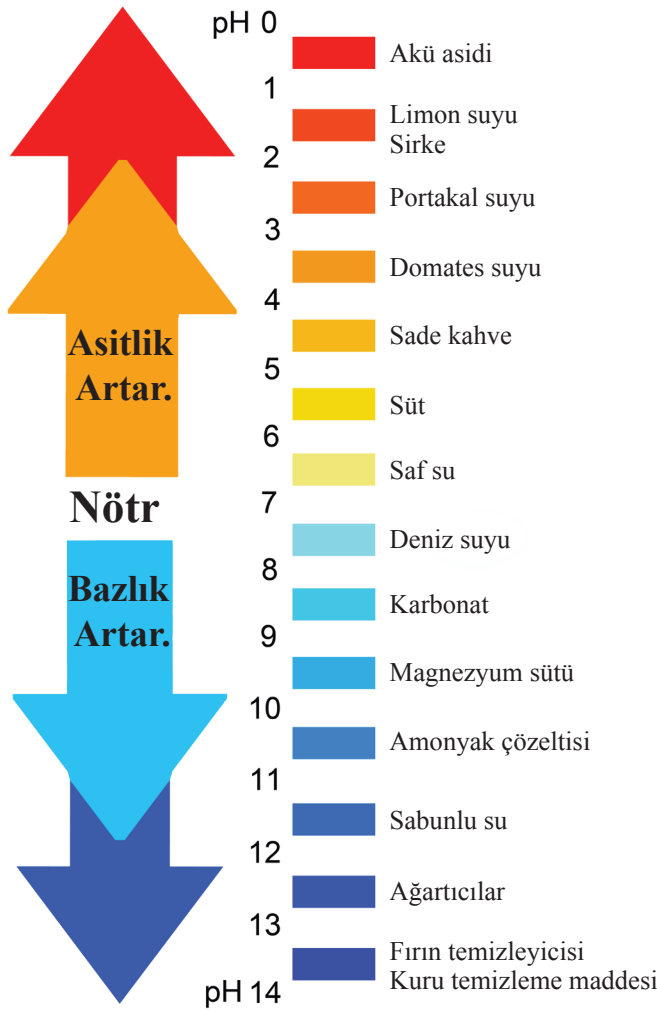 pH 0
Akü asidi
1
Limon suyu
Sirke
2
Portakal suyu
3
Domates suyu
4
Asitlik
Artar.
Sade kahve
5
Süt
6
Saf su
7
Nötr
Deniz suyu
8
Bazlık
Artar.
Karbonat
9
Magnezyum sütü
10
Amonyak çözeltisi
11
Sabunlu su
12
Ağartıcılar
13
Fırın temizleyicisi
Kuru temizleme maddesi
pH 14